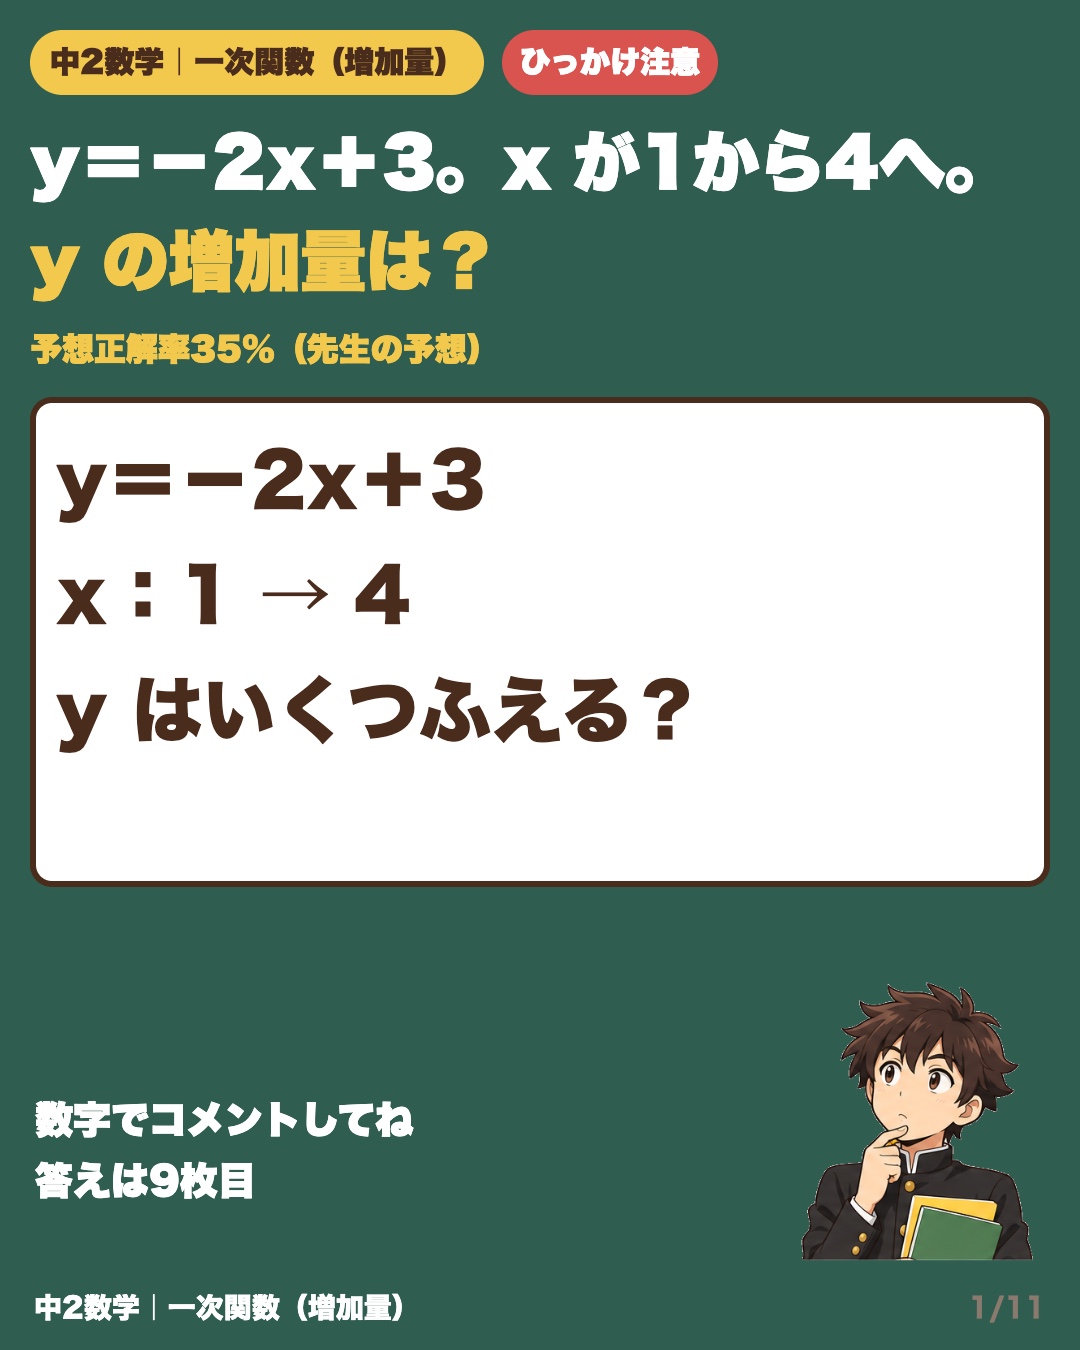 中2数学｜一次関数（増加量）
ひっかけ注意
y＝−2x＋3。x が1から4へ。
y の増加量は？
予想正解率35%（先生の予想）
y＝−2x＋3
x：1 → 4
y はいくつふえる？
数字でコメントしてね
答えは9枚目
中2数学｜一次関数（増加量）
1/11